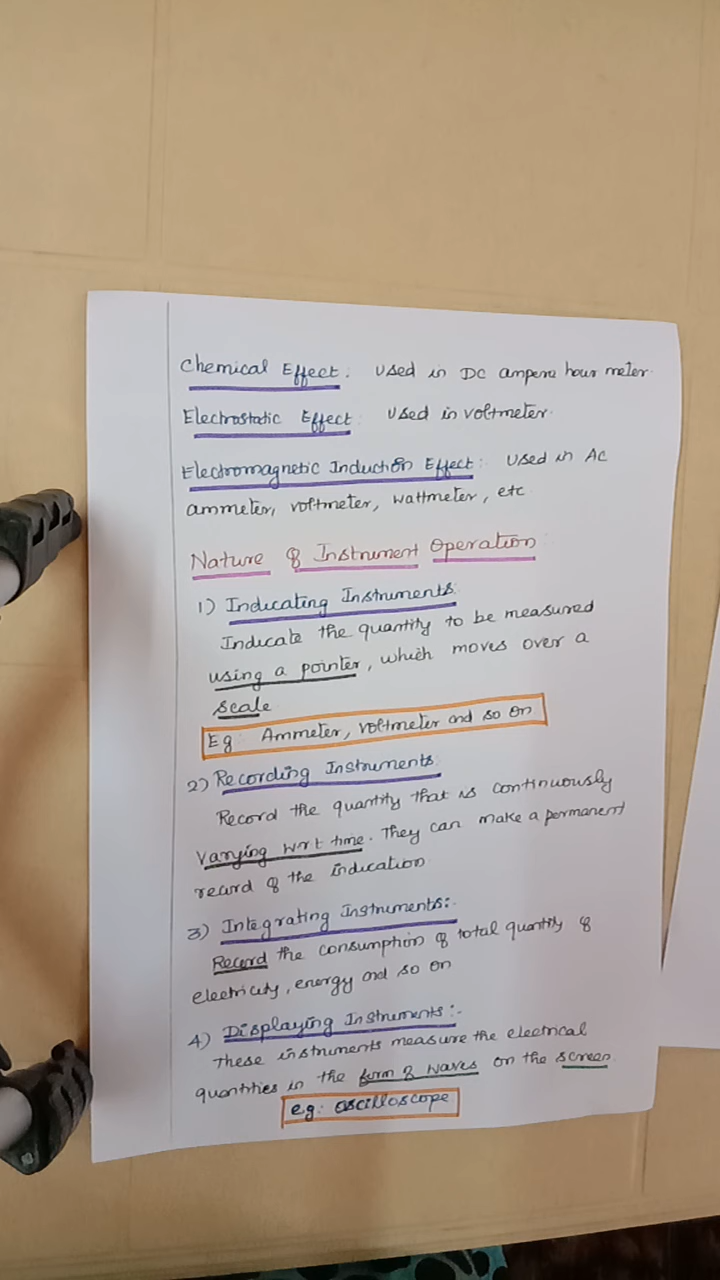 Chemical Effect: Used in DC ampere hour meter.
Electrostatic Effect: Used in voltmeter.
Electromagnetic Induction Effect: Used in AC
ammeter, voltmeter, wattmeter, etc
Nature of Instrument Operation:
1) Indicating Instruments:
Indicate the quantity to be measured
using a pointer, which moves over a
scale.
Eg: Ammeter, voltmeter and so on
2) Recording Instruments:
Record the quantity that is continuously
varying wrt time. They can make a permanent
record of the indication
3) Integrating Instruments:-
Record the consumption of total quantity of
electricity, energy and so on
4) Displaying Instruments:-
These instruments measure the electrical
quantities in the form of waves on the screen.
eg: oscilloscope